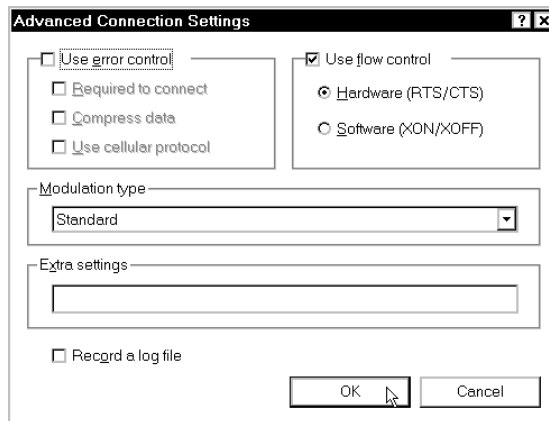 Advanced Connection Settings
Use error control
Required to connect
Compress data
Use cellular protocol
Use flow control
Hardware (RTS/CTS)
Software (XON/XOFF)
Modulation type
Standard
Extra settings
Record a log file
OK
Cancel